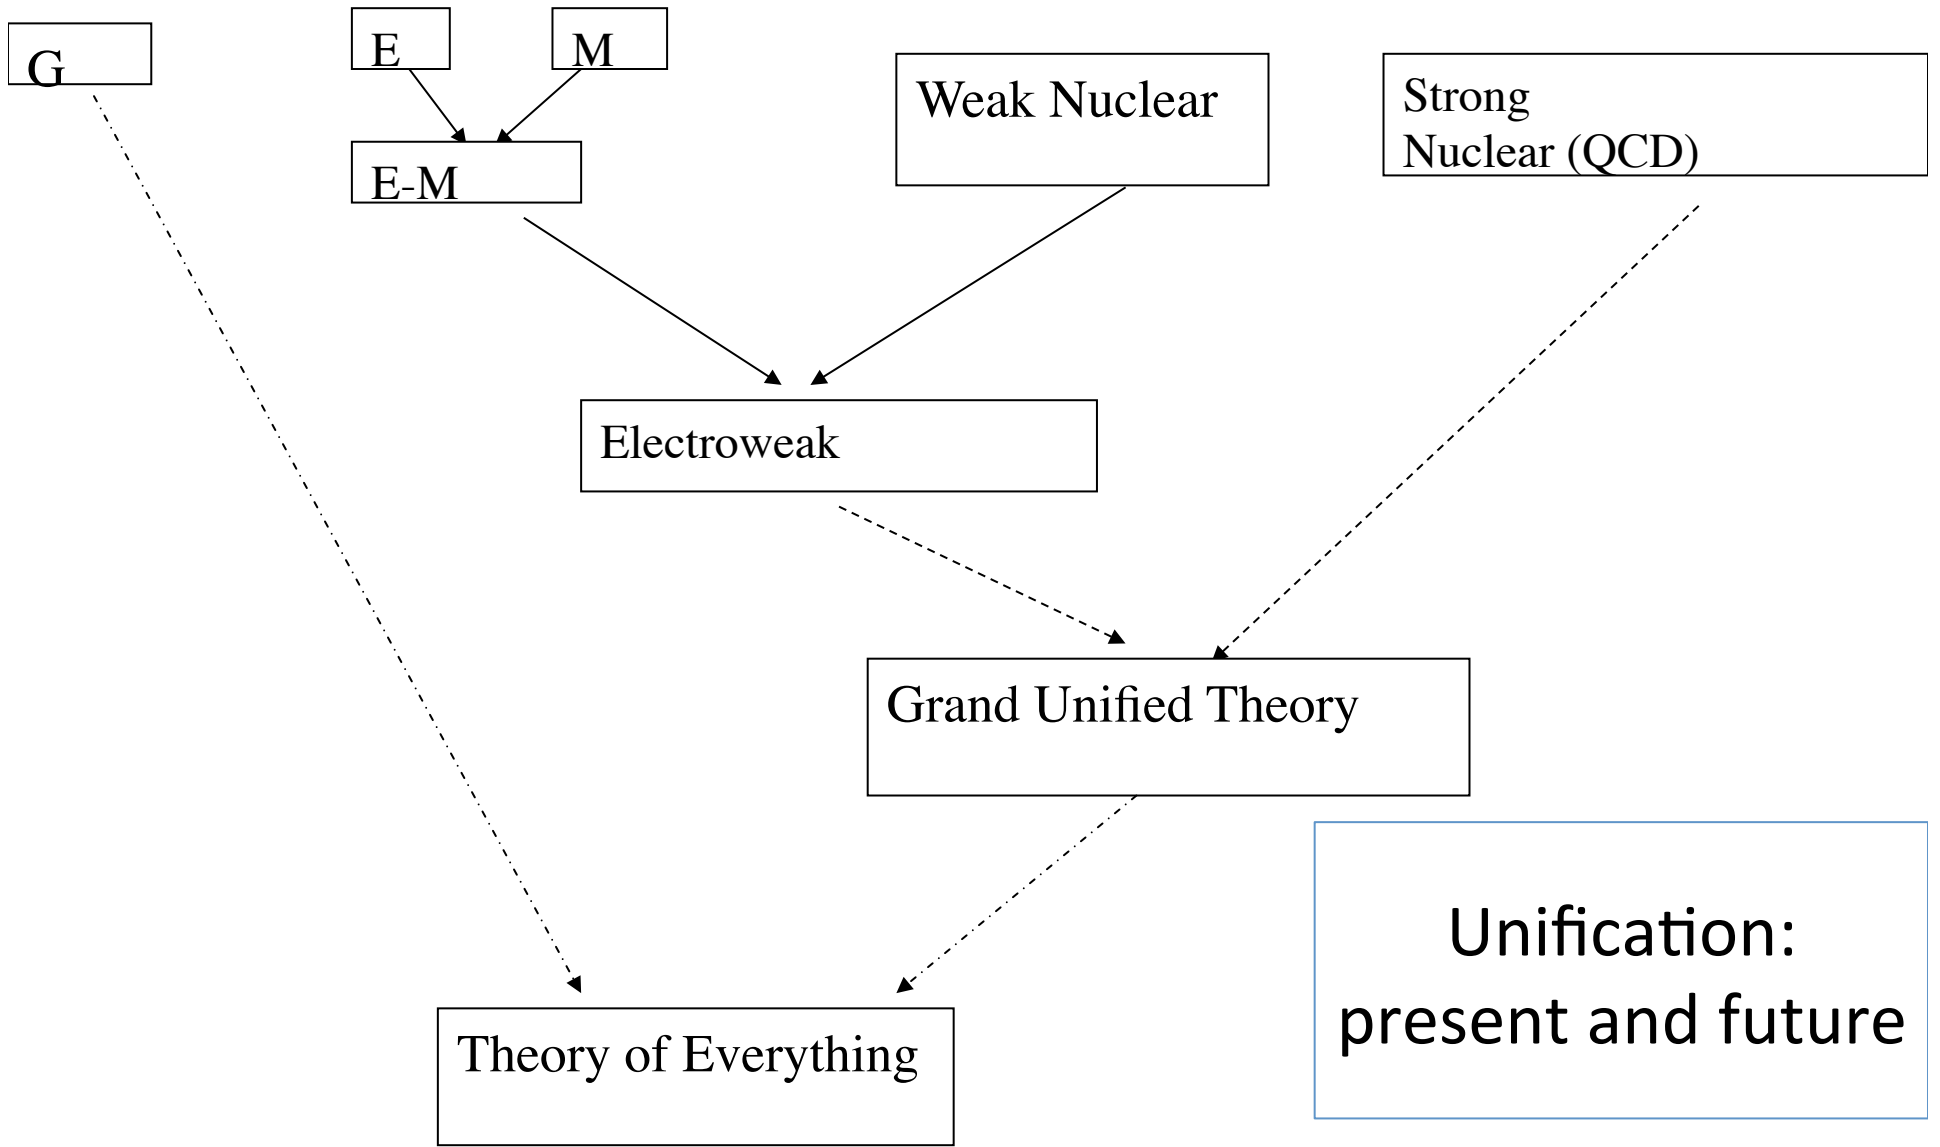 G
E
M
Weak Nuclear
Strong
Nuclear (QCD)
E-M
Electroweak
Grand Unified Theory
Unification:
present and future
Theory of Everything